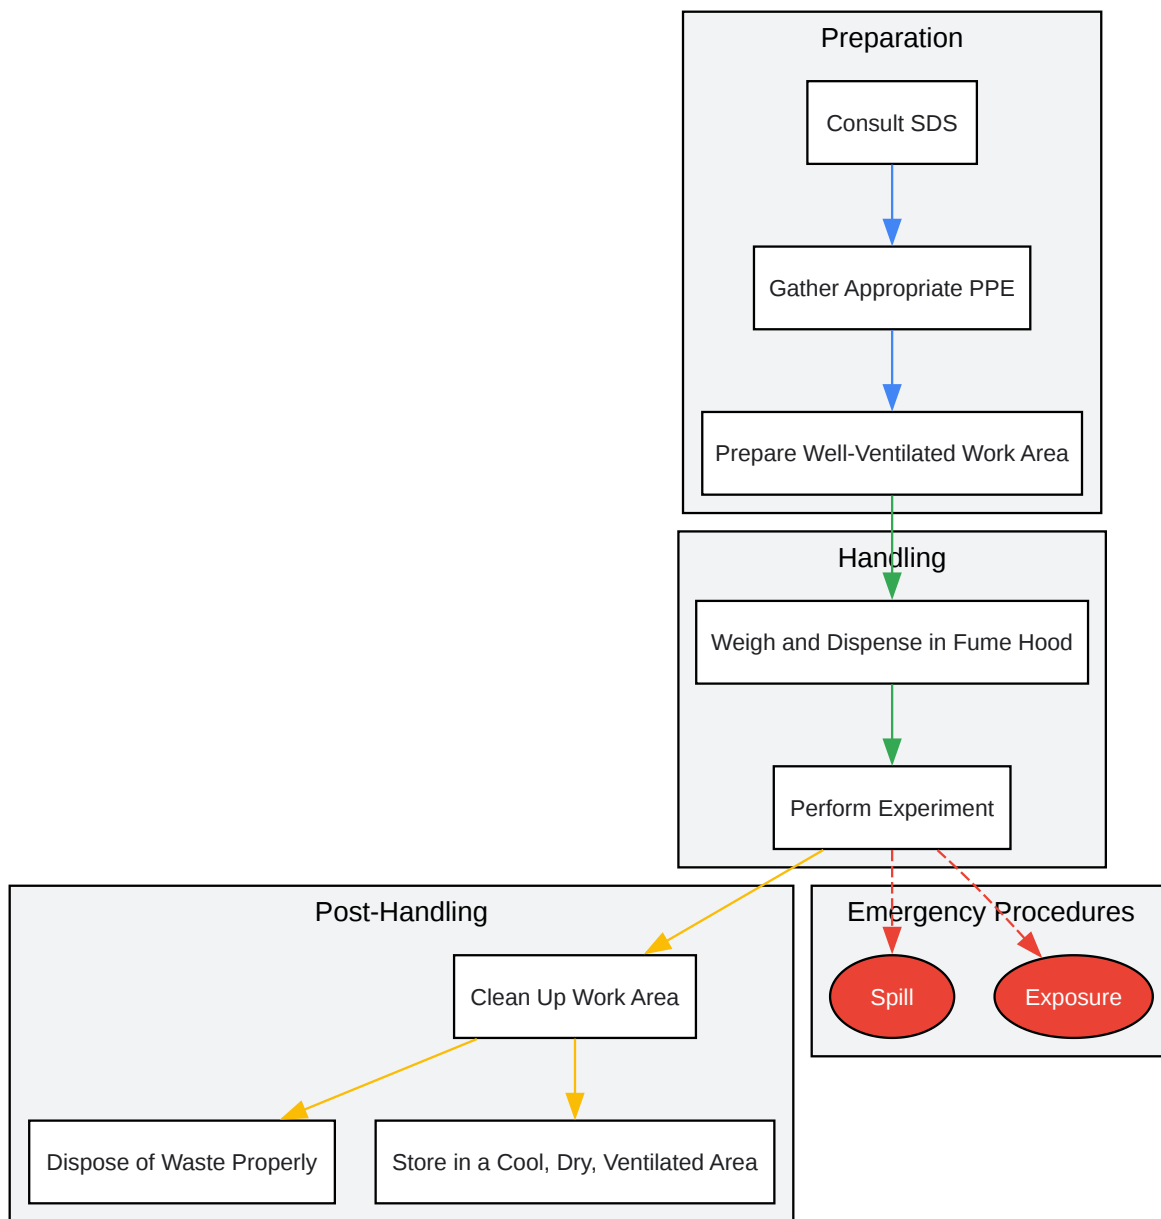 Preparation
Consult SDS
Gather Appropriate PPE
Prepare Well-Ventilated Work Area
Handling
Weigh and Dispense in Fume Hood
Perform Experiment
Post-Handling
Clean Up Work Area
Dispose of Waste Properly
Store in a Cool, Dry, Ventilated Area
Emergency Procedures
Spill
Exposure